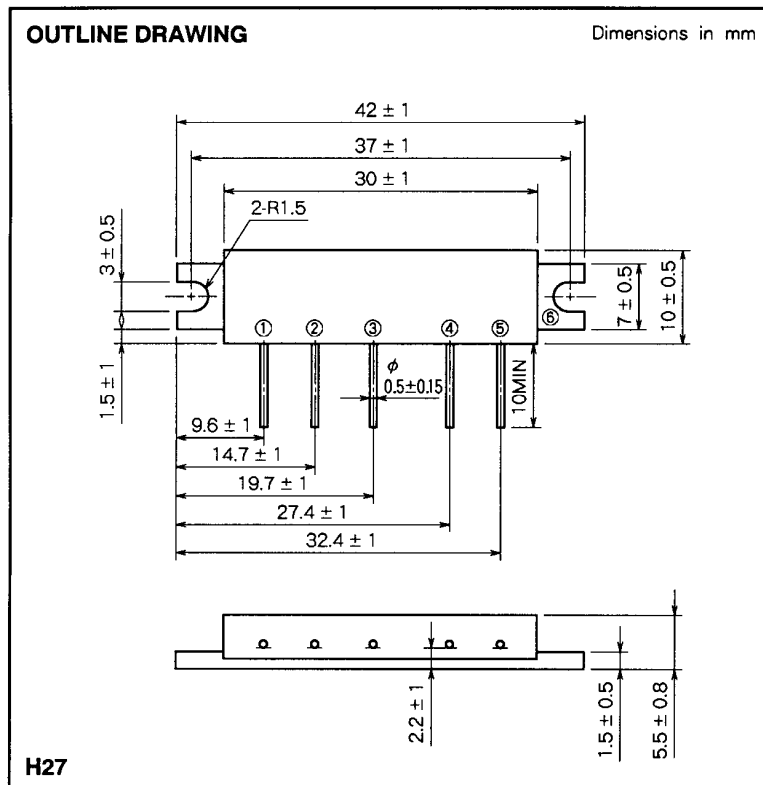 OUTLINE DRAWING
Dimensions in mm
42 ± 1
37 ± 1
30 ± 1
2-R1.5
3 ± 0.5
1.5 ± 1
7 ± 0.5
10 ± 0.5
⑥
① ② ③ ④ ⑤
ϕ
0.5±0.15
10MIN
9.6 ± 1
14.7 ± 1
19.7 ± 1
27.4 ± 1
32.4 ± 1
2.2 ± 1
1.5 ± 0.5
5.5 ± 0.8
H27